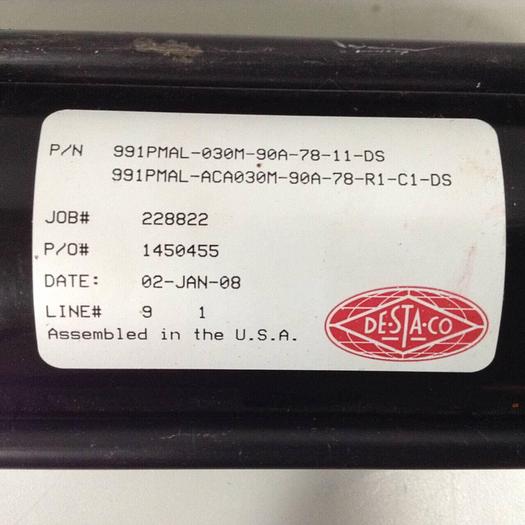 P/N 991PMAL-030M-90A-78-11-DS
991PMAL-ACA030M-90A-78-R1-C1-DS
JOB# 228822
P/O# 1450455
DATE: 02-JAN-08
LINE# 9 1
Assembled in the U.S.A.
DE-STA-CO